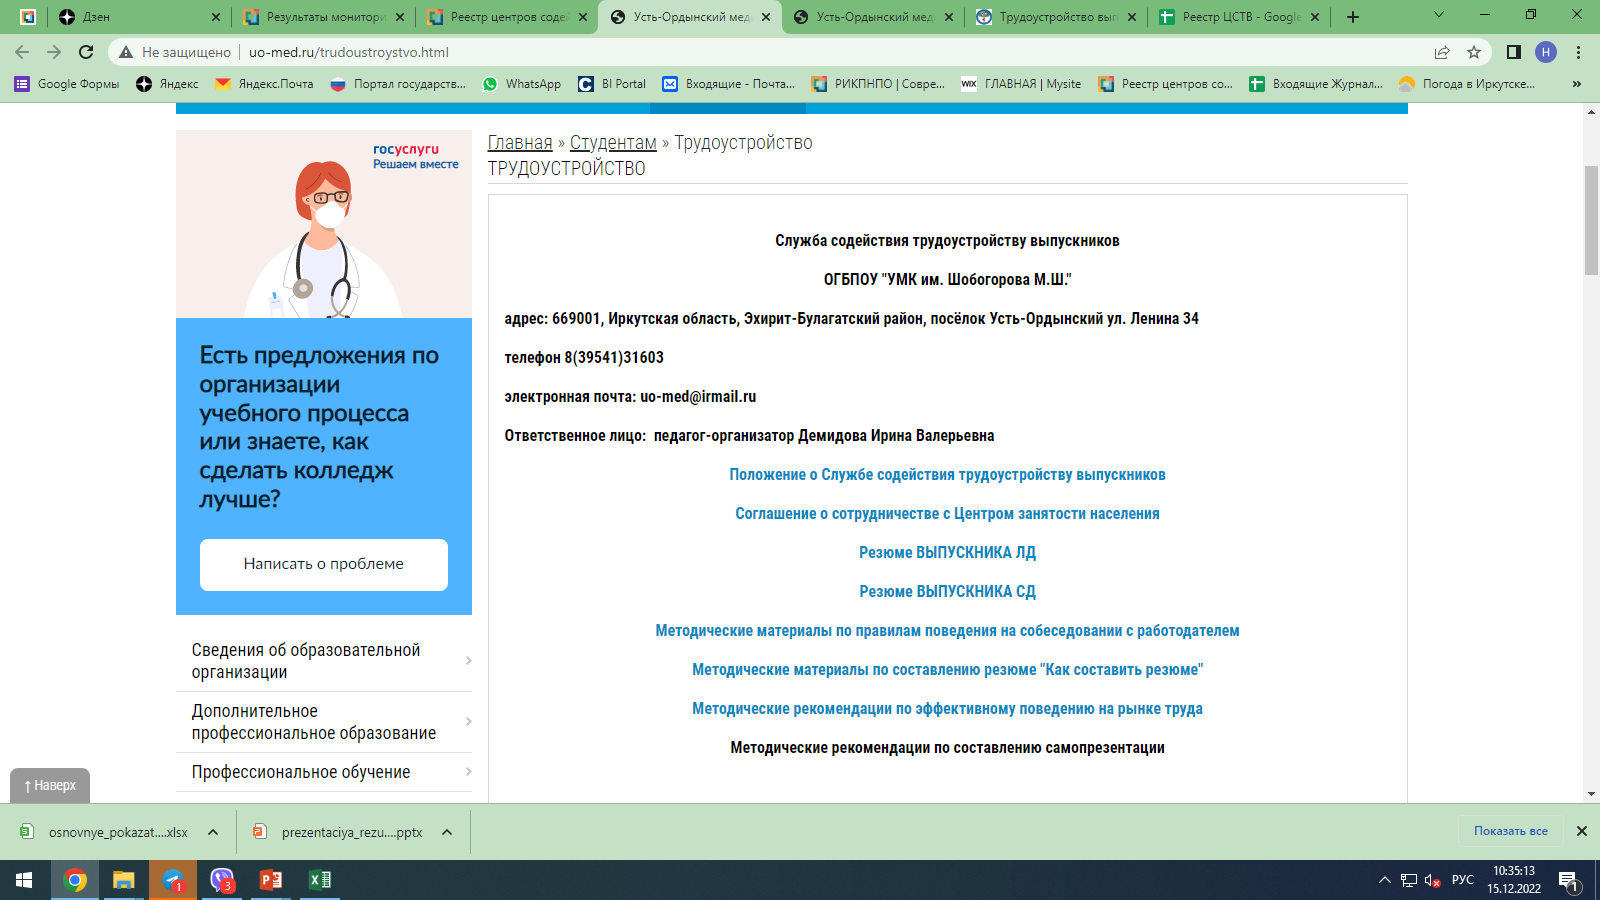 Дзен
Результаты монитори
Реестр центров содей
Усть-Ордынский мед
Усть-Ордынский мед
Трудоустройство вып
Реестр ЦСТВ - Google
Не защищено
uo-med.ru/trudoustroystvo.html
Н
Google Формы
Яндекс
Яндекс.Почта
Портал государств...
WhatsApp
BI Portal
Входящие - Почта...
РИКПНПО | Совре...
WIX
ГЛАВНАЯ | Mysite
Реестр центров со...
Входящие Журнал...
Погода в Иркутске...
»
госуслуги
Решаем вместе
Есть предложения по
организации
учебного процесса
или знаете, как
сделать колледж
лучше?
Написать о проблеме
Сведения об образовательной
организации
Дополнительное
профессиональное образование
Профессиональное обучение
↑ Наверх
Главная » Студентам » Трудоустройство
ТРУДОУСТРОЙСТВО
Служба содействия трудоустройству выпускников
ОГБПОУ "УМК им. Шобогорова М.Ш."
адрес: 669001, Иркутская область, Эхирит-Булагатский район, посёлок Усть-Ордынский ул. Ленина 34
телефон 8(39541)31603
электронная почта: uo-med@irmail.ru
Ответственное лицо:  педагог-организатор Демидова Ирина Валерьевна
Положение о Службе содействия трудоустройству выпускников
Соглашение о сотрудничестве с Центром занятости населения
Резюме ВЫПУСКНИКА ЛД
Резюме ВЫПУСКНИКА СД
Методические материалы по правилам поведения на собеседовании с работодателем
Методические материалы по составлению резюме "Как составить резюме"
Методические рекомендации по эффективному поведению на рынке труда
Методические рекомендации по составлению самопрезентации
osnovnye_pokazat....xlsx
prezentaciya_rezu....pptx
Показать все
1
3
РУС
10:35:13
15.12.2022
1